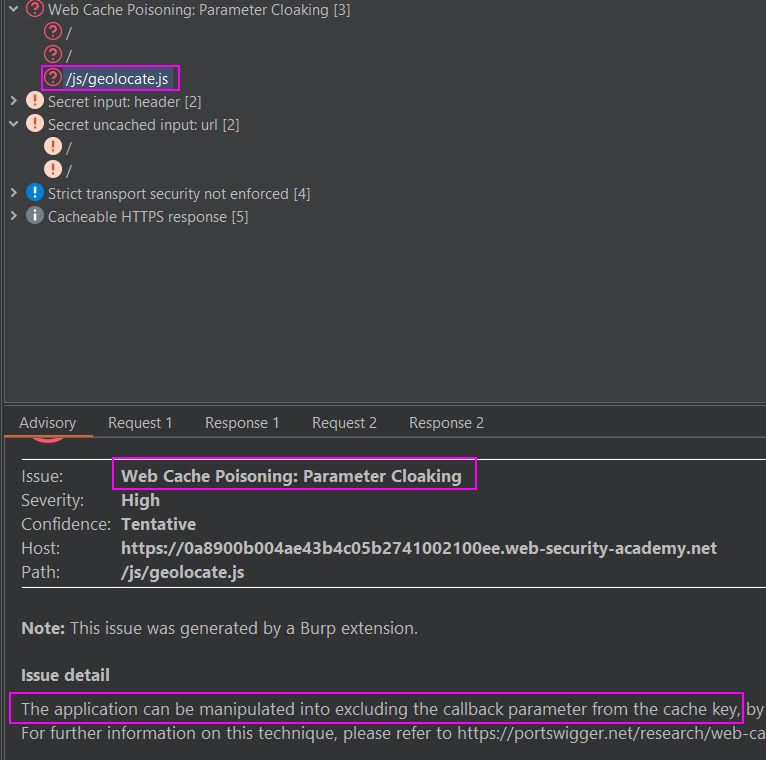 Web Cache Poisoning: Parameter Cloaking [3]
/
/
/js/geolocate.js
Secret input: header [2]
Secret uncached input: url [2]
/
/
Strict transport security not enforced [4]
Cacheable HTTPS response [5]
Advisory Request 1 Response 1 Request 2 Response 2
Issue: Web Cache Poisoning: Parameter Cloaking
Severity: High
Confidence: Tentative
Host: https://0a8900b004ae43b4c05b2741002100ee.web-security-academy.net
Path: /js/geolocate.js
Note: This issue was generated by a Burp extension.
Issue detail
The application can be manipulated into excluding the callback parameter from the cache key, by
For further information on this technique, please refer to https://portswigger.net/research/web-ca